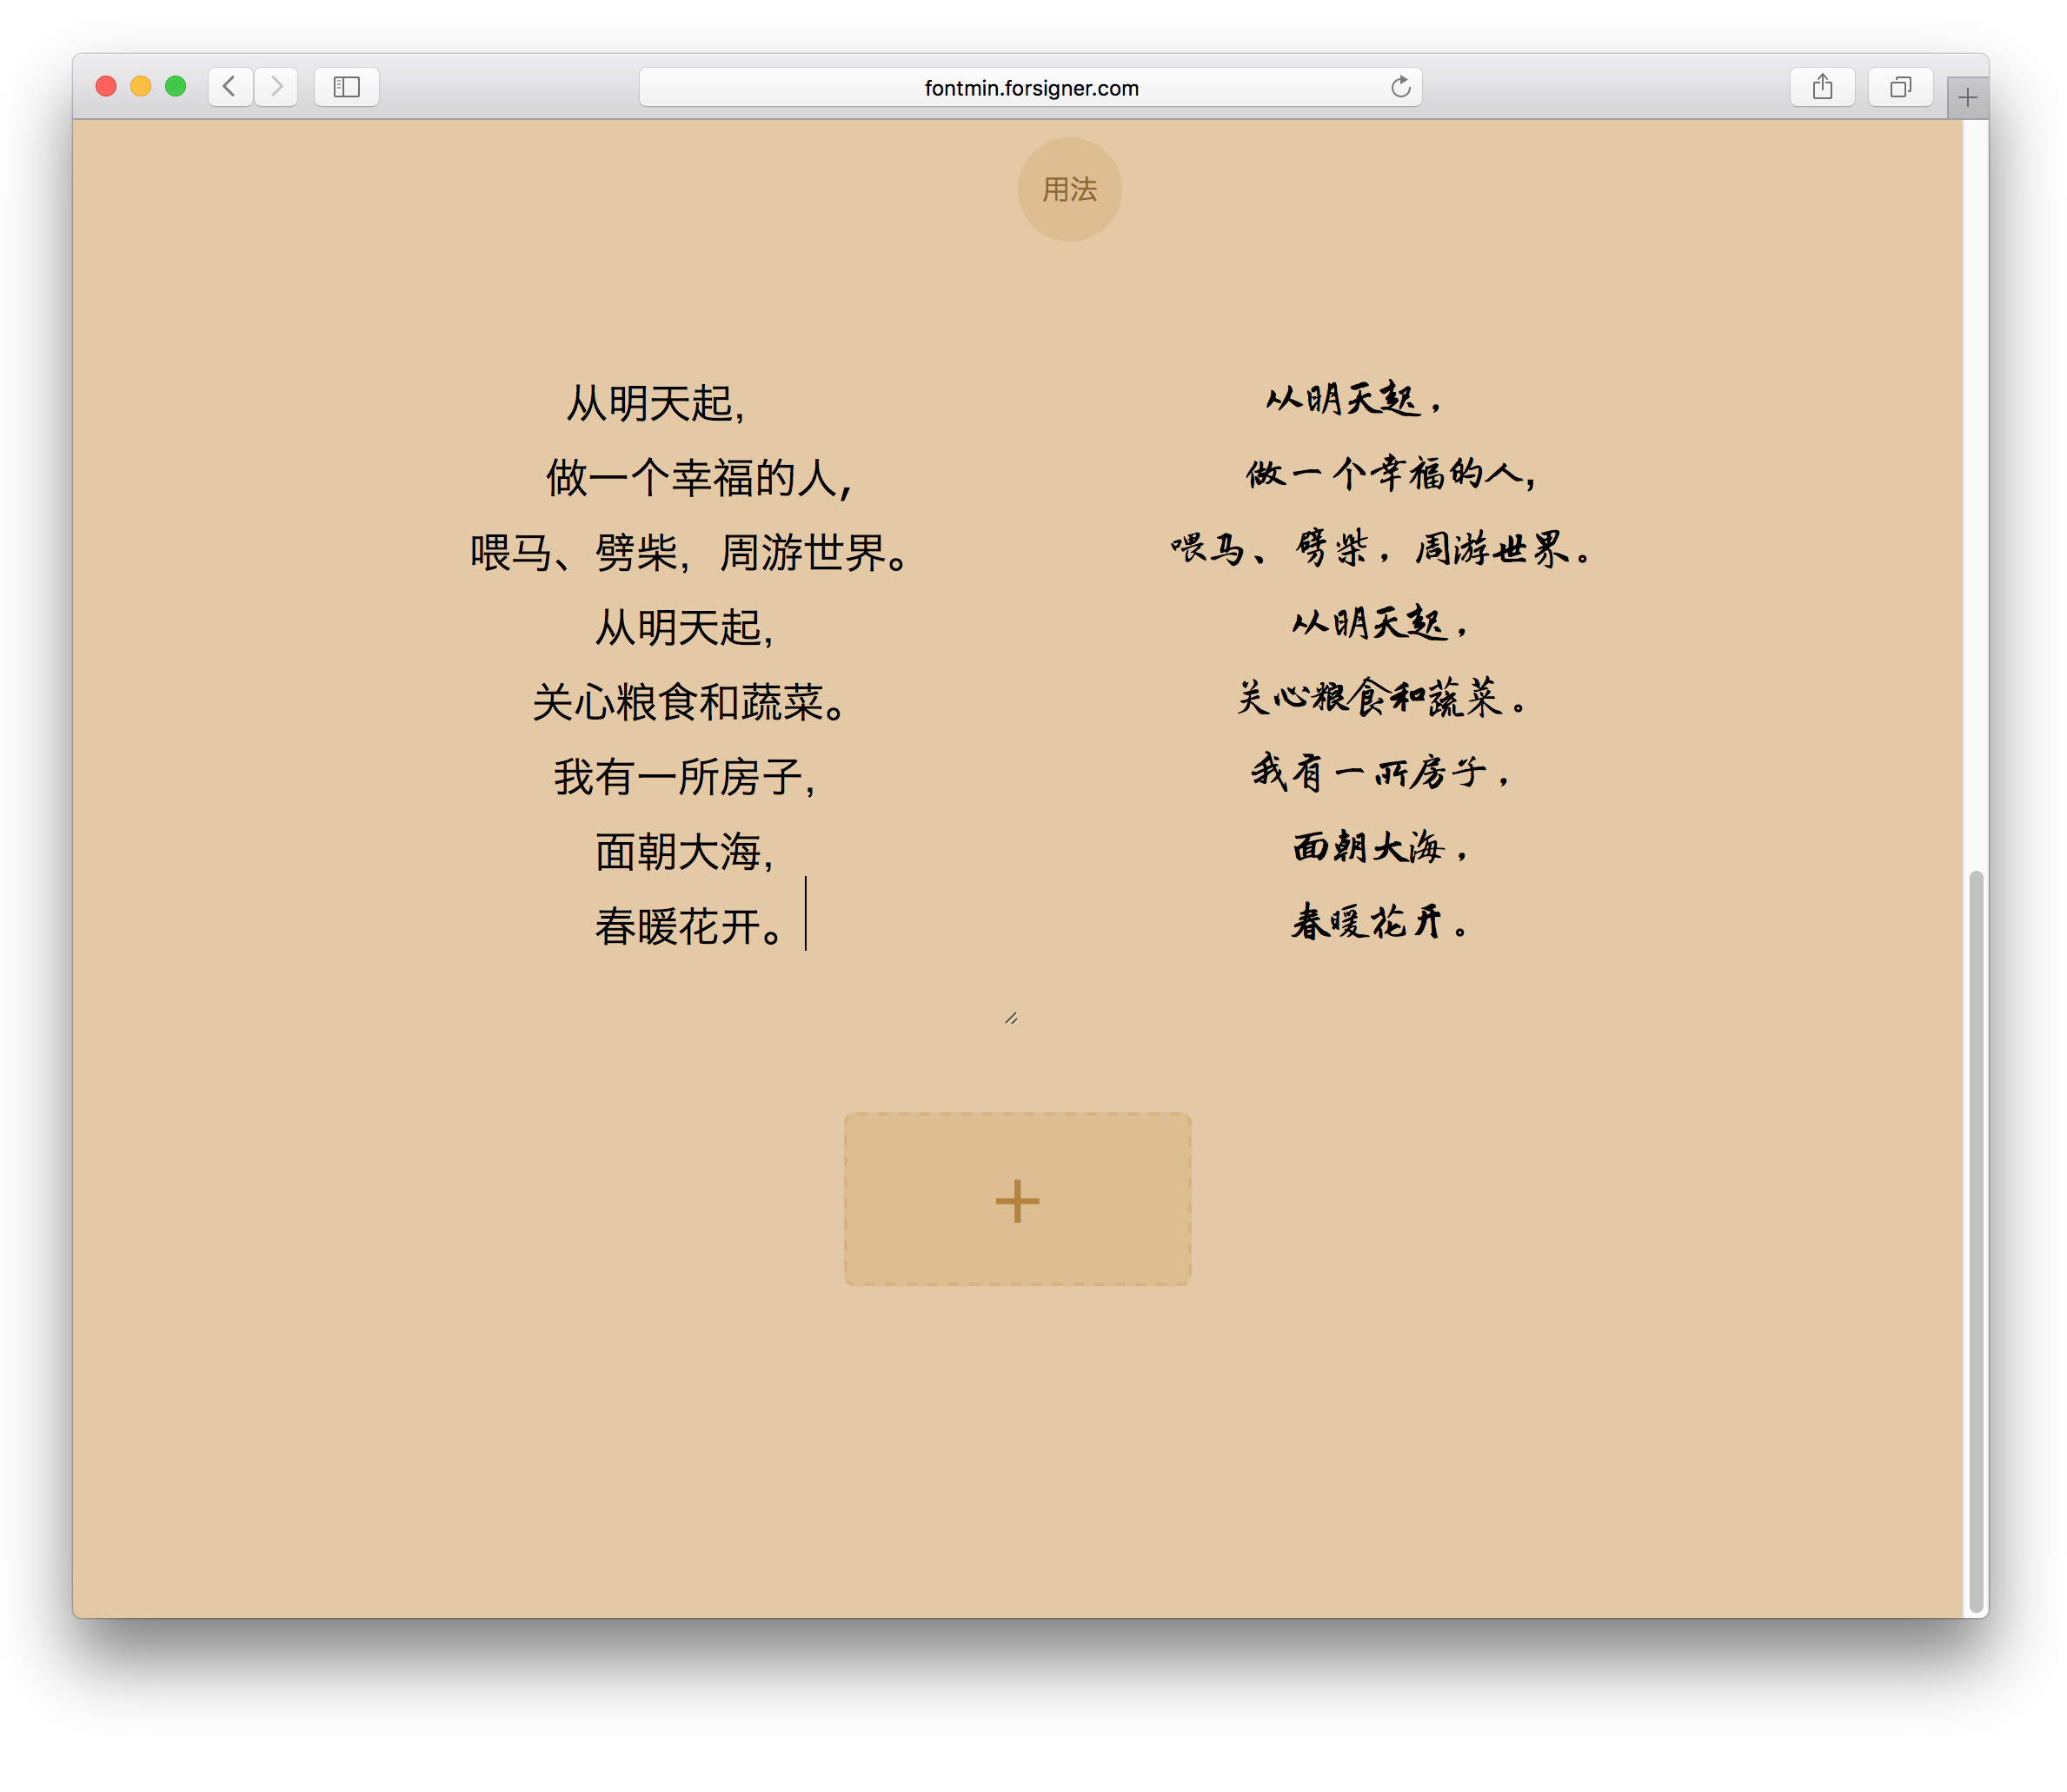 fontmin.forsigner.com
用法
从明天起，
做一个幸福的人,
喂马、劈柴，周游世界。
从明天起，
关心粮食和蔬菜。
我有一所房子，
面朝大海，
春暖花开。
从明天起，
做一个幸福的人,
喂马、劈柴，周游世界。
从明天起，
关心粮食和蔬菜。
我有一所房子，
面朝大海，
春暖花开。